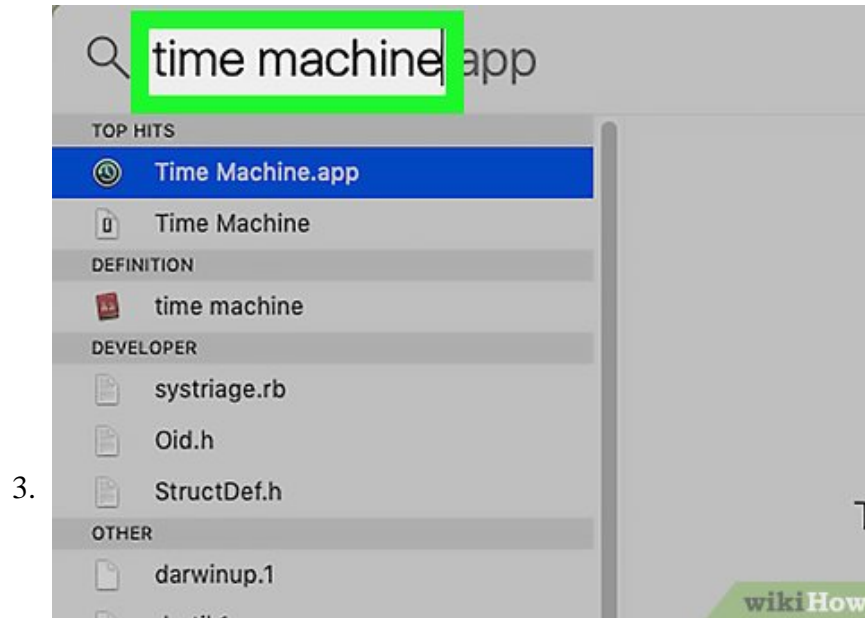 time machine.app
TOP HITS
Time Machine.app
Time Machine
DEFINITION
time machine
DEVELOPER
systriage.rb
Oid.h
3.
StructDef.h
OTHER
darwinup.1
wikiHow